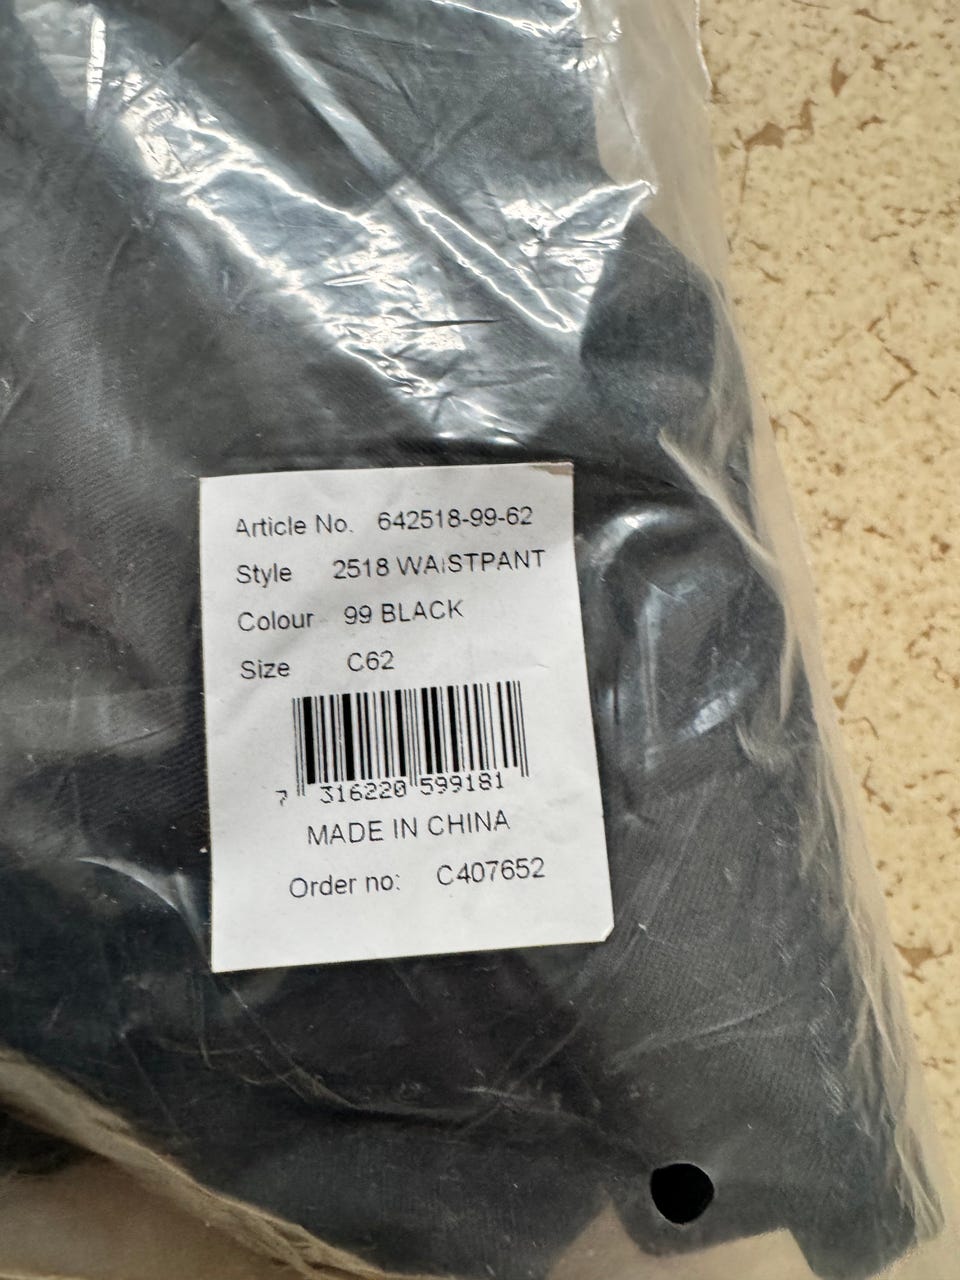 Article No. 642518-99-62
Style 2518 WAISTPANT
Colour 99 BLACK
Size C62
7 316220 599181
MADE IN CHINA
Order no: C407652